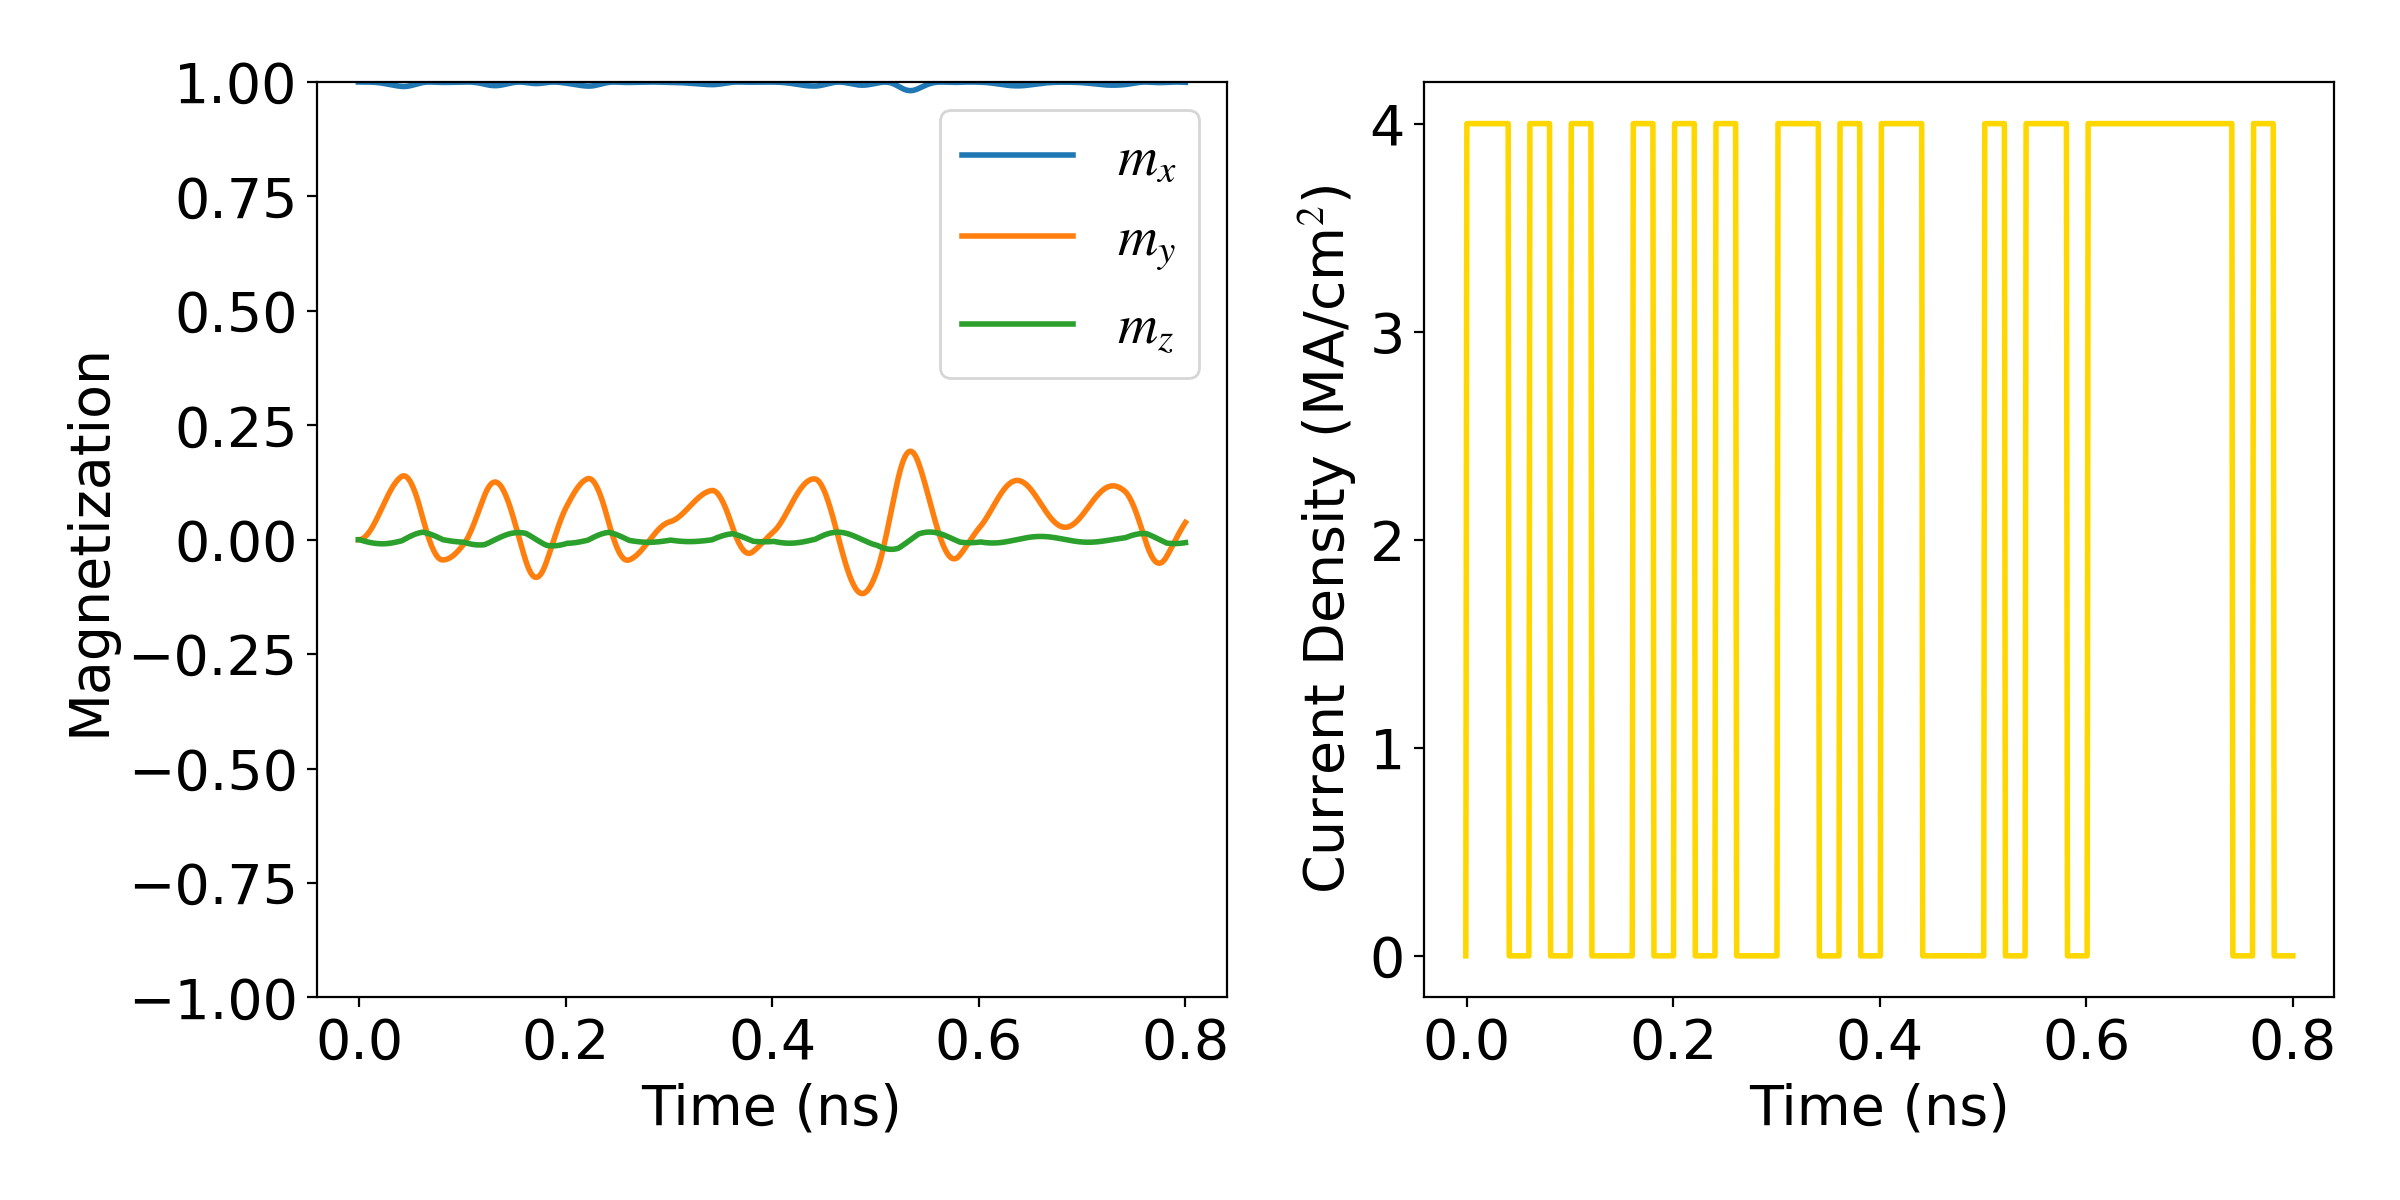 Magnetization
1.00
0.75
0.50
0.25
0.00
−0.25
−0.50
−0.75
−1.00
0.0 0.2 0.4 0.6 0.8
Time (ns)
m_x
m_y
m_z
Current Density (MA/cm²)
4
3
2
1
0
0.0 0.2 0.4 0.6 0.8
Time (ns)